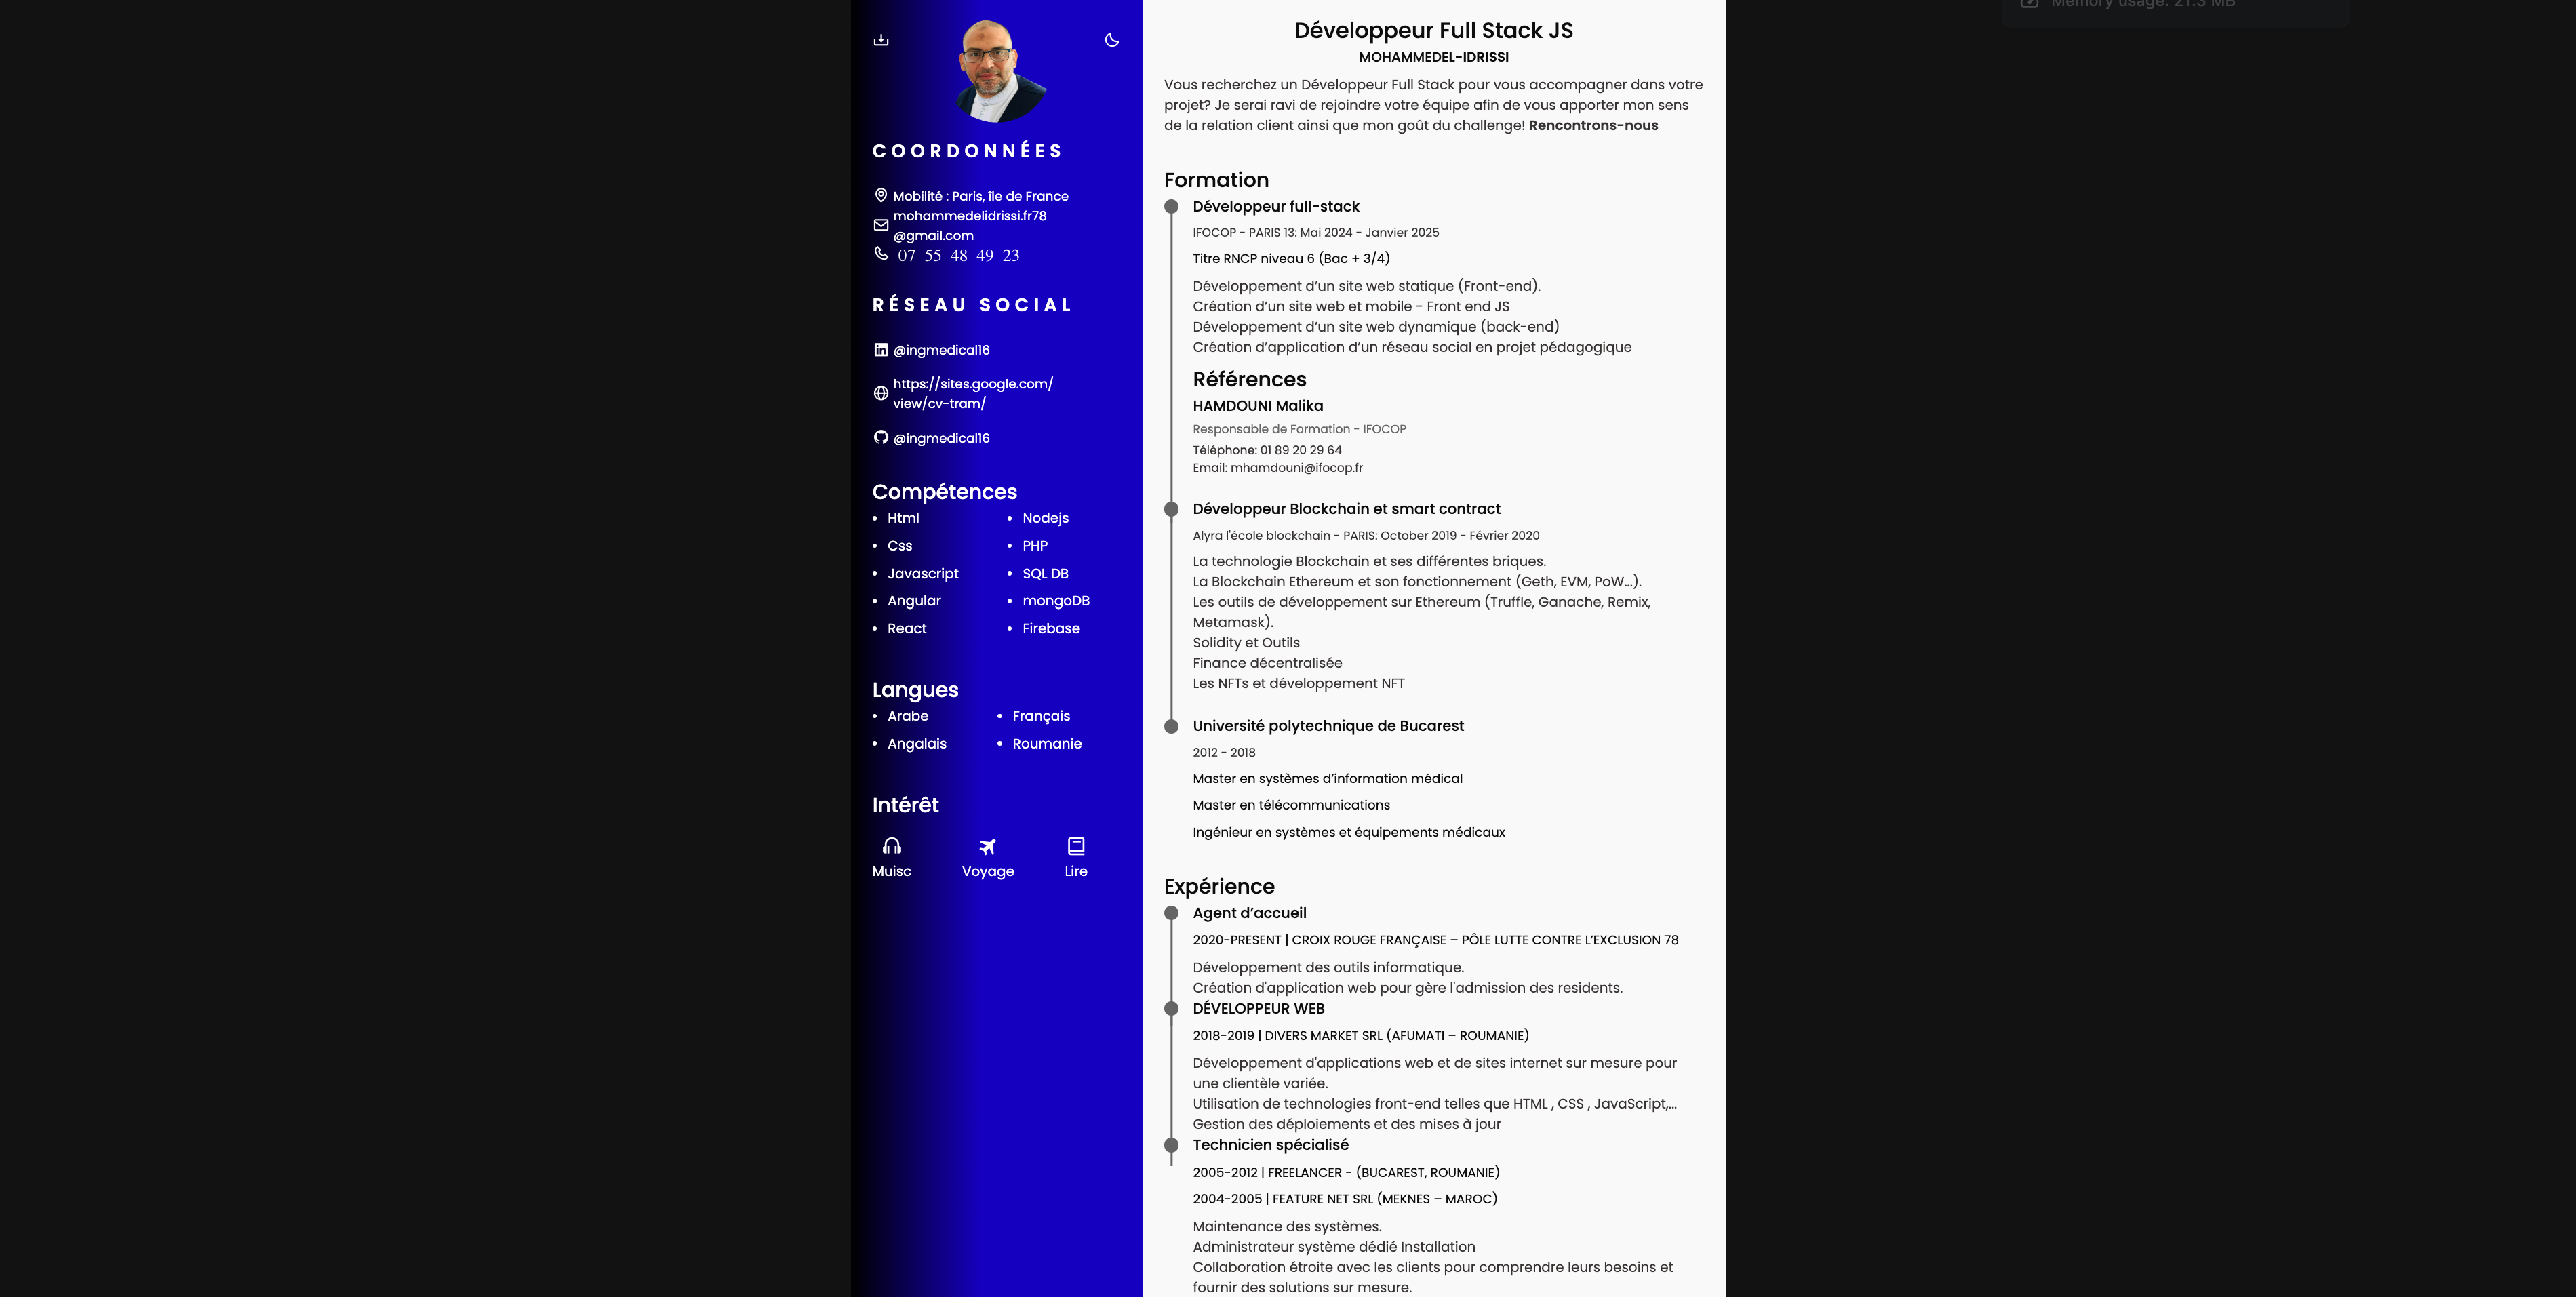 Memory usage: 21.3 MB
COORDONNÉES
Mobilité : Paris, île de France
mohammedelidrissi.fr78
@gmail.com
07 55 48 49 23
RÉSEAU SOCIAL
@ingmedical16
https://sites.google.com/
view/cv-tram/
@ingmedical16
Compétences
• Html
• Css
• Javascript
• Angular
• React
• Nodejs
• PHP
• SQL DB
• mongoDB
• Firebase
Langues
• Arabe
• Angalais
• Français
• Roumanie
Intérêt
Muisc
Voyage
Lire
Développeur Full Stack JS
MOHAMMEDEL-IDRISSI
Vous recherchez un Développeur Full Stack pour vous accompagner dans votre
projet? Je serai ravi de rejoindre votre équipe afin de vous apporter mon sens
de la relation client ainsi que mon goût du challenge! Rencontrons-nous
Formation
Développeur full-stack
IFOCOP - PARIS 13: Mai 2024 - Janvier 2025
Titre RNCP niveau 6 (Bac + 3/4)
Développement d’un site web statique (Front-end).
Création d’un site web et mobile - Front end JS
Développement d’un site web dynamique (back-end)
Création d’application d’un réseau social en projet pédagogique
Références
HAMDOUNI Malika
Responsable de Formation - IFOCOP
Téléphone: 01 89 20 29 64
Email: mhamdouni@ifocop.fr
Développeur Blockchain et smart contract
Alyra l'école blockchain - PARIS: October 2019 - Février 2020
La technologie Blockchain et ses différentes briques.
La Blockchain Ethereum et son fonctionnement (Geth, EVM, PoW…).
Les outils de développement sur Ethereum (Truffle, Ganache, Remix,
Metamask).
Solidity et Outils
Finance décentralisée
Les NFTs et développement NFT
Université polytechnique de Bucarest
2012 - 2018
Master en systèmes d’information médical
Master en télécommunications
Ingénieur en systèmes et équipements médicaux
Expérience
Agent d’accueil
2020-PRESENT | CROIX ROUGE FRANÇAISE – PÔLE LUTTE CONTRE L’EXCLUSION 78
Développement des outils informatique.
Création d'application web pour gère l'admission des residents.
DÉVELOPPEUR WEB
2018-2019 | DIVERS MARKET SRL (AFUMATI – ROUMANIE)
Développement d'applications web et de sites internet sur mesure pour
une clientèle variée.
Utilisation de technologies front-end telles que HTML , CSS , JavaScript,...
Gestion des déploiements et des mises à jour
Technicien spécialisé
2005-2012 | FREELANCER - (BUCAREST, ROUMANIE)
2004-2005 | FEATURE NET SRL (MEKNES – MAROC)
Maintenance des systèmes.
Administrateur système dédié Installation
Collaboration étroite avec les clients pour comprendre leurs besoins et
fournir des solutions sur mesure.